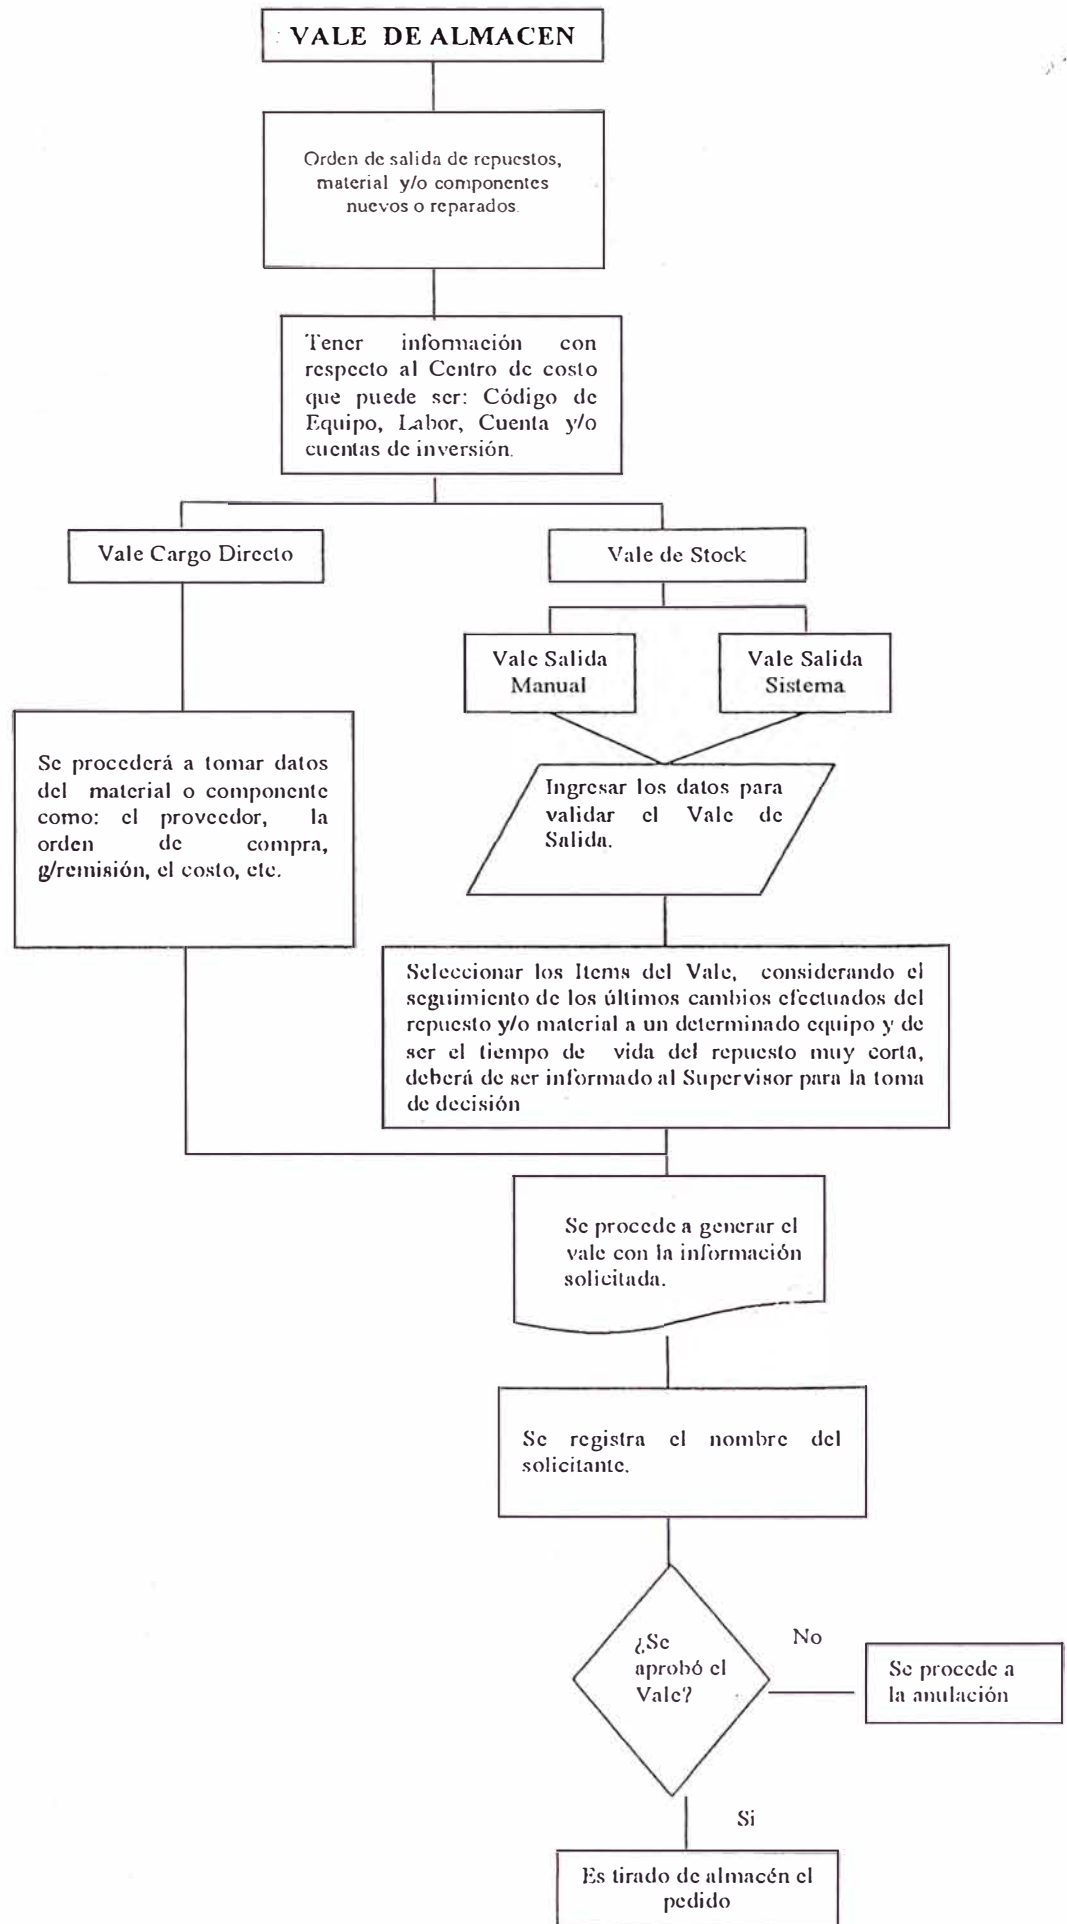 VALE DE ALMACEN
Orden de salida de repuestos,
material y/o componentes
nuevos o reparados.
Tener información con
respecto al Centro de costo
que puede ser: Código de
Equipo, Labor, Cuenta y/o
cuentas de inversión.
Vale Cargo Directo
Vale de Stock
Vale Salida
Manual
Vale Salida
Sistema
Se procederá a tomar datos
del material o componente
como: el proveedor, la
orden de compra,
g/remisión, el costo, etc.
Ingresar los datos para
validar el Vale de
Salida.
Seleccionar los Items del Vale, considerando el
seguimiento de los últimos cambios efectuados del
repuesto y/o material a un determinado equipo y de
ser el tiempo de vida del repuesto muy corta,
deberá de ser informado al Supervisor para la toma
de decisión
Se procede a generar el
vale con la información
solicitada.
Se registra el nombre del
solicitante.
¿Se
aprobó el
Vale?
No
Se procede a
la anulación
Si
Es tirado de almacén el
pedido